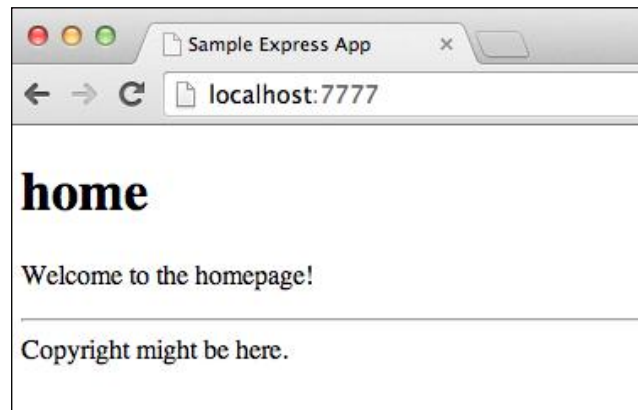 Sample Express App
localhost:7777
home
Welcome to the homepage!
Copyright might be here.